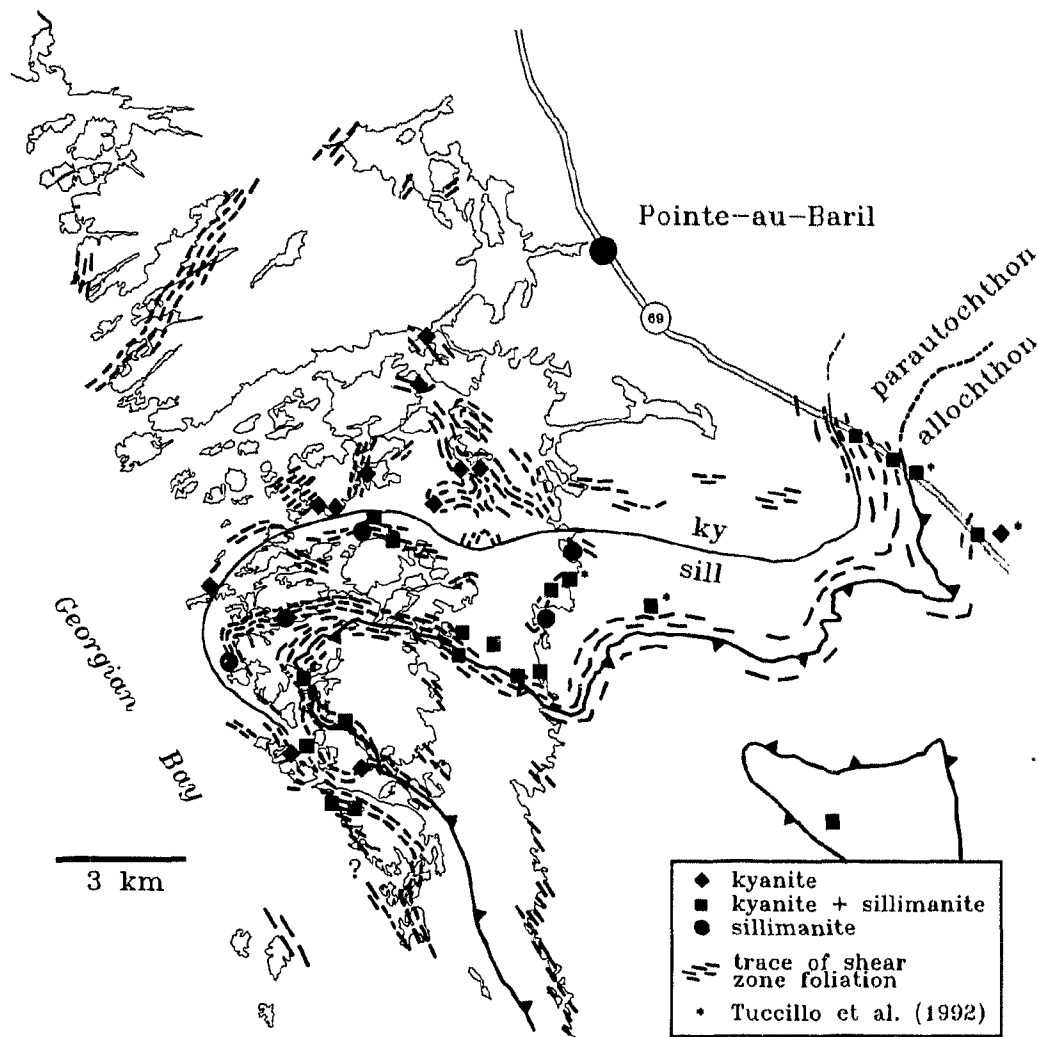 Pointe-au-Baril
69
parautochthon
allochthon
*
*
ky
sill
*
*
Georgian
Bay
3 km
?
kyanite
kyanite + sillimanite
sillimanite
trace of shear
zone foliation
* Tuccillo et al. (1992)